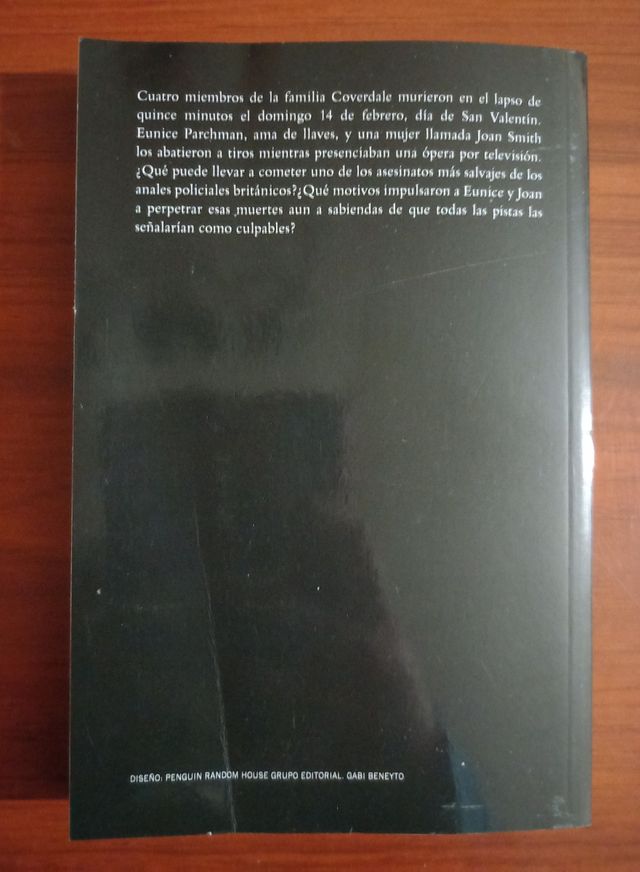 Cuatro miembros de la familia Coverdale murieron en el lapso de
quince minutos el domingo 14 de febrero, día de San Valentín.
Eunice Parchman, ama de llaves, y una mujer llamada Joan Smith
los abatieron a tiros mientras presenciaban una ópera por televisión.
¿Qué puede llevar a cometer uno de los asesinatos más salvajes de los
anales policiales británicos?¿Qué motivos impulsaron a Eunice y Joan
a perpetrar esas muertes aun a sabiendas de que todas las pistas las
señalarían como culpables?
DISEÑO: PENGUIN RANDOM HOUSE GRUPO EDITORIAL. GABI BENEYTO